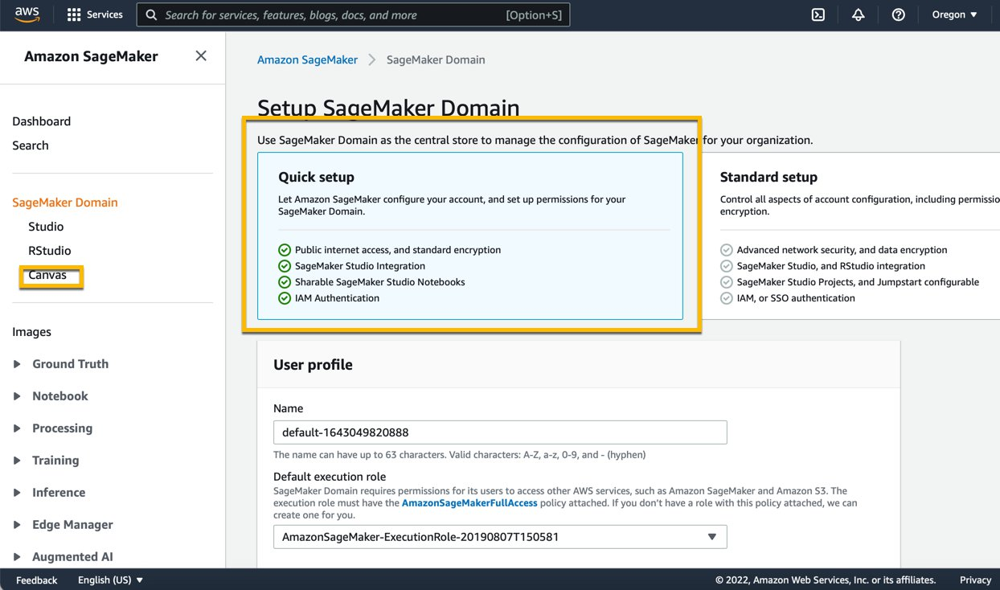 aws
Services
Search for services, features, blogs, docs, and more
[Option+S]
Oregon
Amazon SageMaker
Dashboard
Search
SageMaker Domain
Studio
RStudio
Canvas
Images
Ground Truth
Notebook
Processing
Training
Inference
Edge Manager
Augmented AI
Amazon SageMaker
SageMaker Domain
Setup SageMaker Domain
Use SageMaker Domain as the central store to manage the configuration of SageMaker for your organization.
Quick setup
Let Amazon SageMaker configure your account, and set up permissions for your
SageMaker Domain.
Public internet access, and standard encryption
SageMaker Studio Integration
Sharable SageMaker Studio Notebooks
IAM Authentication
Standard setup
Control all aspects of account configuration, including permissio
encryption.
Advanced network security, and data encryption
SageMaker Studio, and RStudio integration
SageMaker Studio Projects, and Jumpstart configurable
IAM, or SSO authentication
User profile
Name
default-1643049820888
The name can have up to 63 characters. Valid characters: A-Z, a-z, 0-9, and - (hyphen)
Default execution role
SageMaker Domain requires permissions for its users to access other AWS services, such as Amazon SageMaker and Amazon S3. The
execution role must have the AmazonSageMakerFullAccess policy attached. If you don't have a role with this policy attached, we can
create one for you.
AmazonSageMaker-ExecutionRole-20190807T150581
Feedback
English (US)
© 2022, Amazon Web Services, Inc. or its affiliates.
Privacy